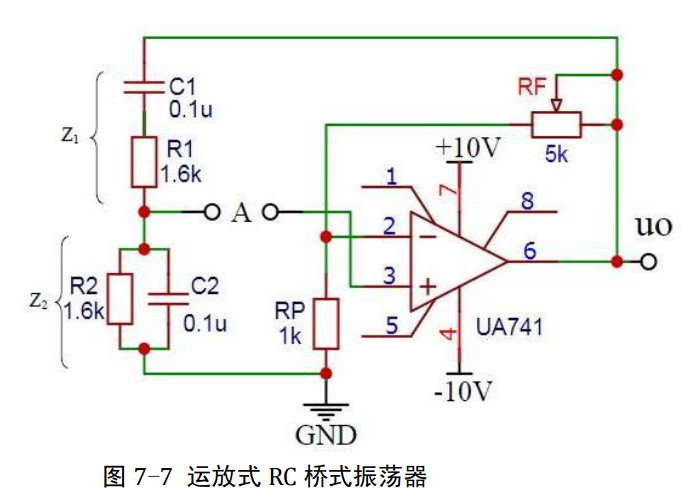 C1
0.1u
Z1
R1
1.6k
RF
5k
+10V
1
7
8
A
2
uo
6
3
R2
1.6k
Z2
C2
0.1u
RP
1k
5
4
UA741
-10V
GND
图 7-7 运放式 RC 桥式振荡器